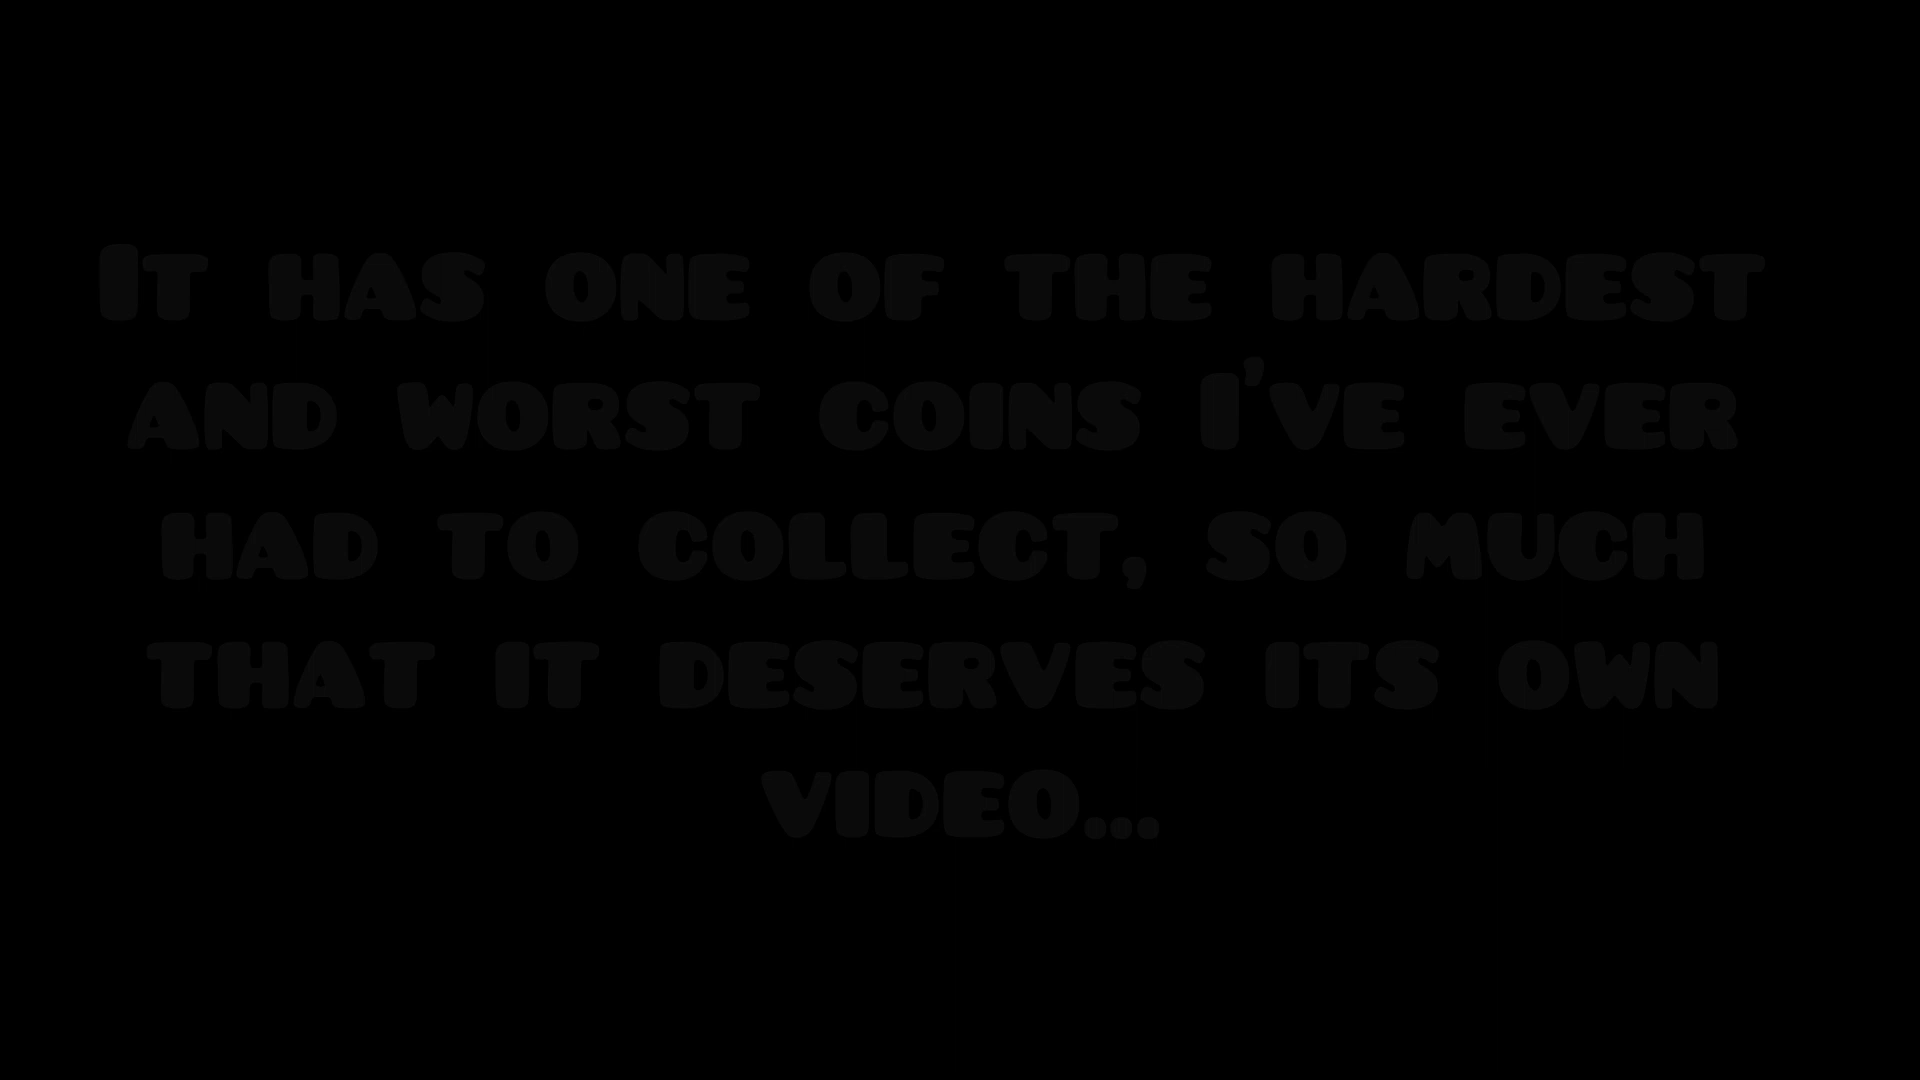 It has one of the hardest
and worst coins I've ever
had to collect, so much
that it deserves its own
video...